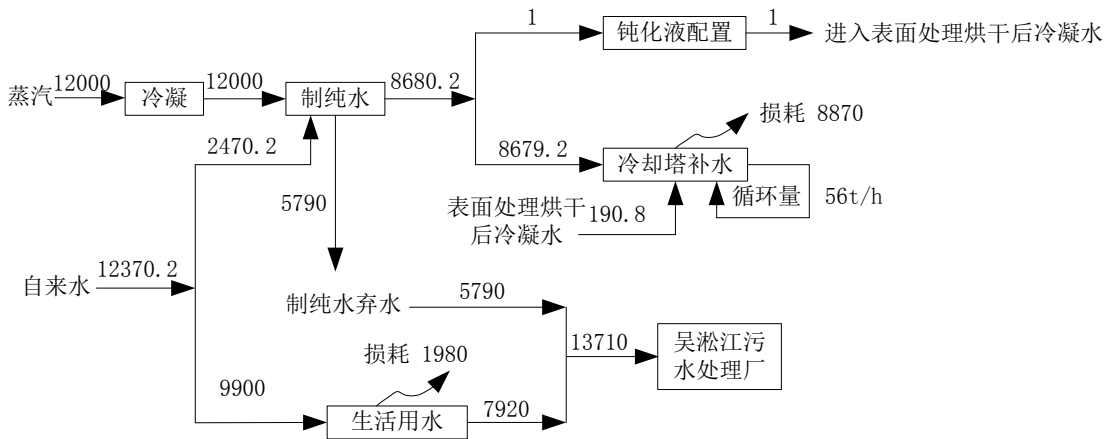 1
钝化液配置
1
进入表面处理烘干后冷凝水
蒸汽
12000
冷凝
12000
制纯水
8680.2
损耗 8870
2470.2
8679.2
冷却塔补水
循环量
56t/h
5790
表面处理烘干
后冷凝水
190.8
自来水
12370.2
制纯水弃水
5790
13710
吴淞江污
水处理厂
损耗 1980
9900
生活用水
7920